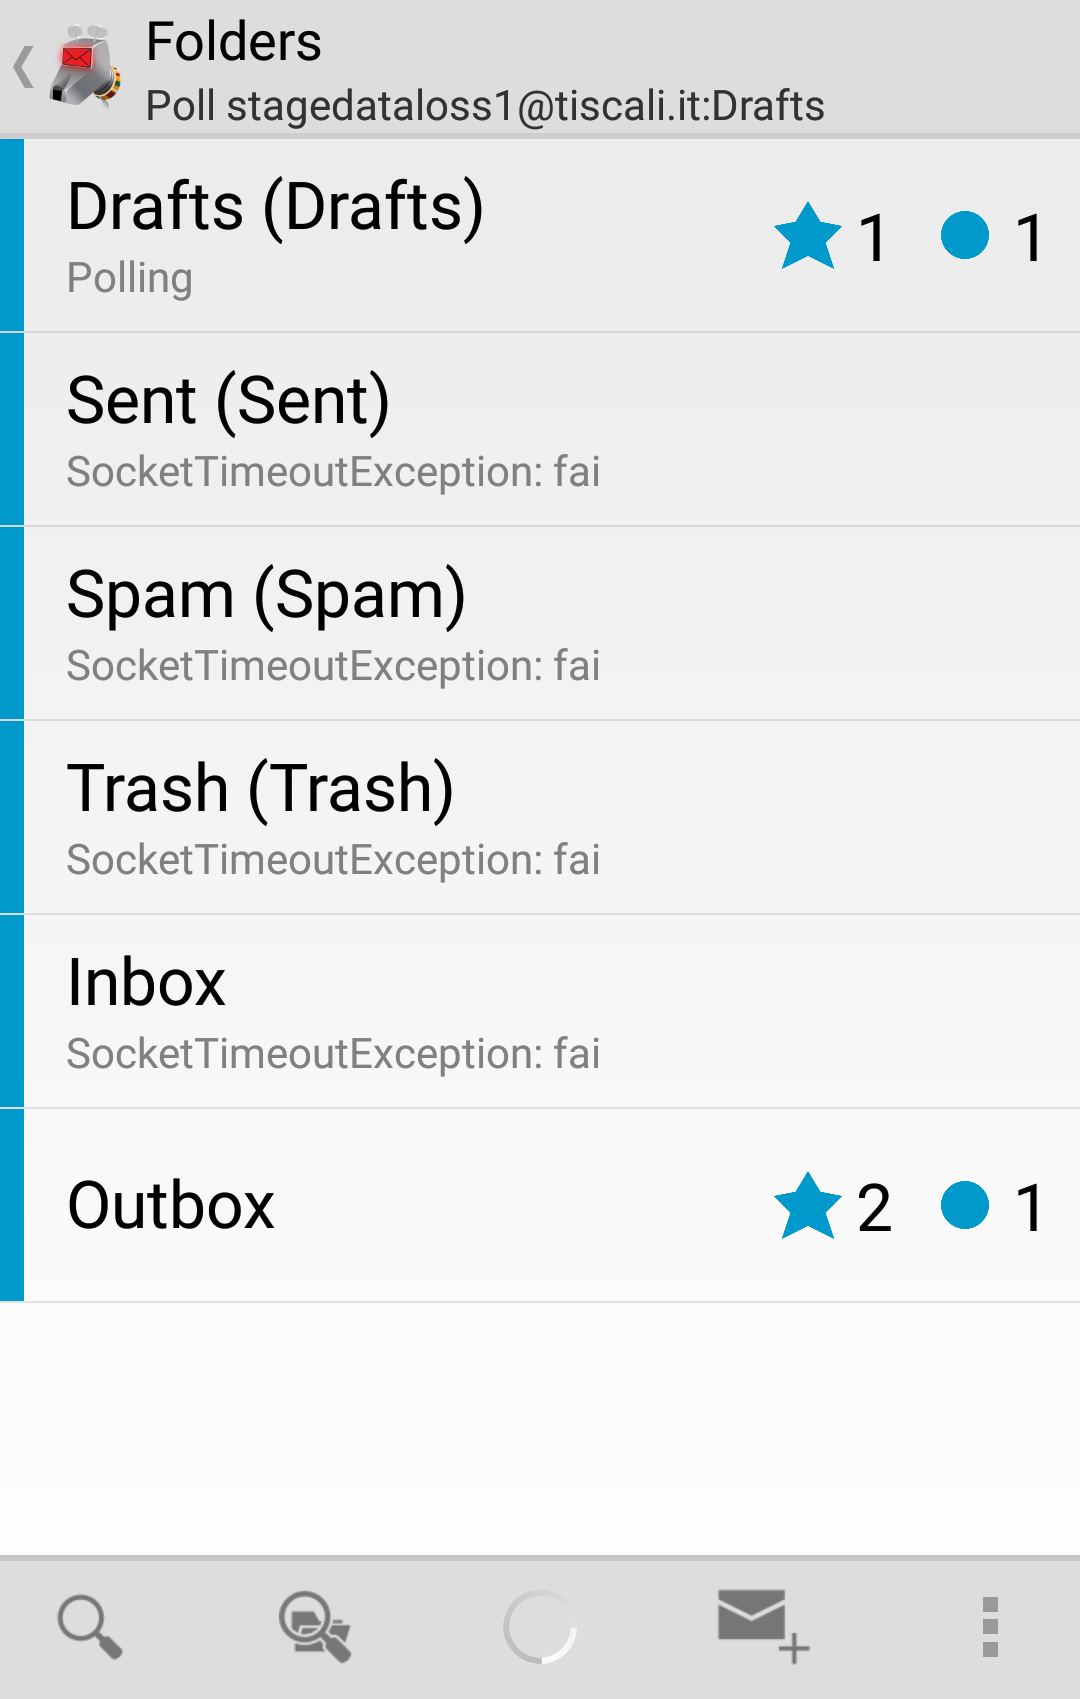 Folders
Poll stagedataloss1@tiscali.it:Drafts
Drafts (Drafts)
1
1
Polling
Sent (Sent)
SocketTimeoutException: fai
Spam (Spam)
SocketTimeoutException: fai
Trash (Trash)
SocketTimeoutException: fai
Inbox
SocketTimeoutException: fai
Outbox
2
1